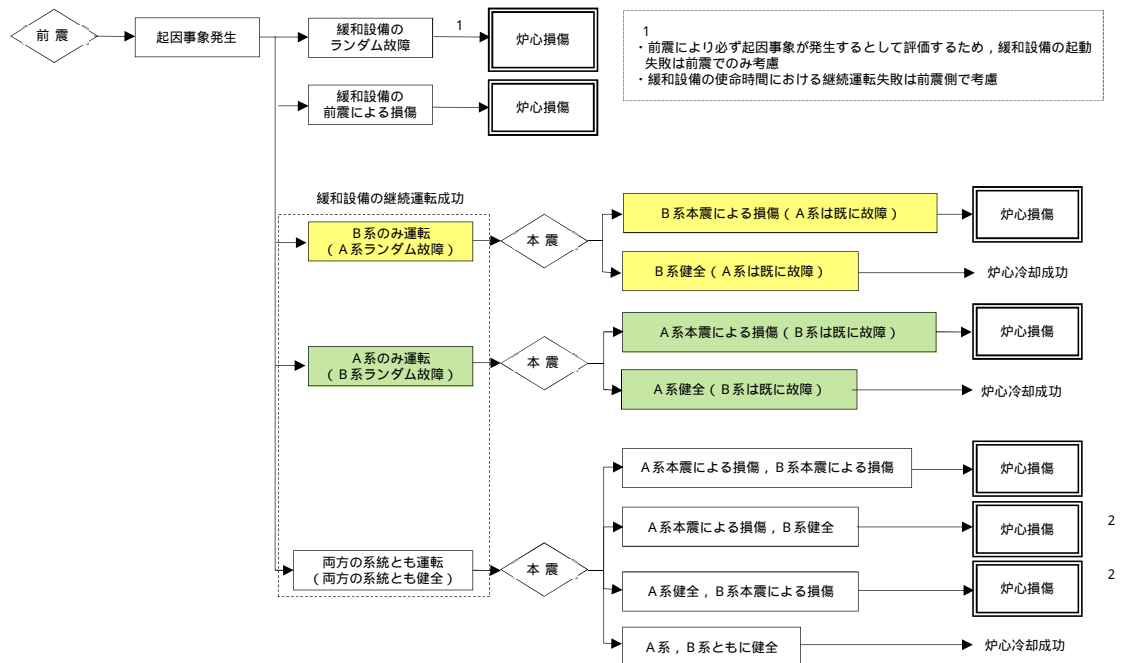 前 震
起因事象発生
緩和設備の
ランダム故障
1
炉心損傷
緩和設備の
前震による損傷
炉心損傷
1
・前震により必ず起因事象が発生するとして評価するため，緩和設備の起動
失敗は前震でのみ考慮
・緩和設備の使命時間における継続運転失敗は前震側で考慮
緩和設備の継続運転成功
Ｂ系のみ運転
（Ａ系ランダム故障）
本 震
Ｂ系本震による損傷（Ａ系は既に故障）
炉心損傷
Ｂ系健全（Ａ系は既に故障）
炉心冷却成功
Ａ系のみ運転
（Ｂ系ランダム故障）
本 震
Ａ系本震による損傷（Ｂ系は既に故障）
炉心損傷
Ａ系健全（Ｂ系は既に故障）
炉心冷却成功
両方の系統とも運転
（両方の系統とも健全）
本 震
Ａ系本震による損傷，Ｂ系本震による損傷
炉心損傷
Ａ系本震による損傷，Ｂ系健全
炉心損傷
2
Ａ系健全，Ｂ系本震による損傷
炉心損傷
2
Ａ系，Ｂ系ともに健全
炉心冷却成功